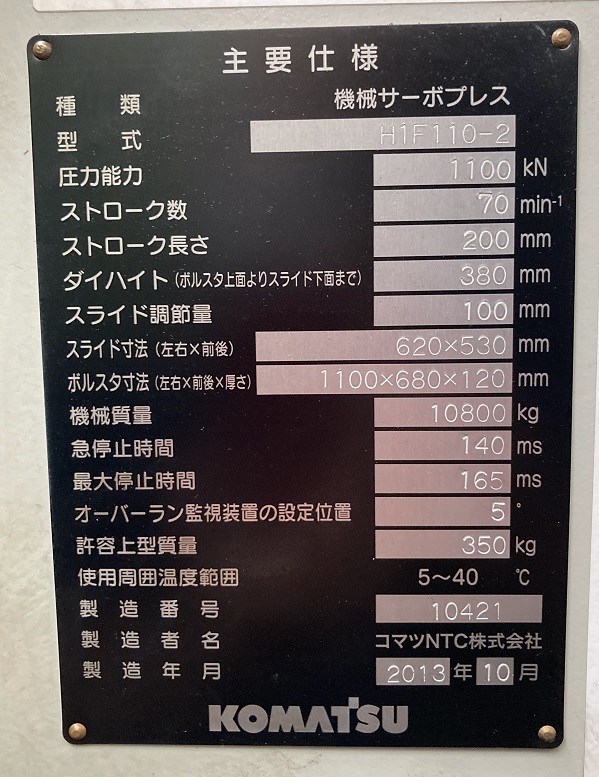 主要仕様
種類 機械サーボプレス
型式 H1F110-2
圧力能力 1100 kN
ストローク数 70 min-1
ストローク長さ 200 mm
ダイハイト(ボルスタ上面よりスライド下面まで) 380 mm
スライド調節量 100 mm
スライド寸法(左右×前後) 620×530 mm
ボルスタ寸法(左右×前後×厚さ) 1100×680×120 mm
機械質量 10800 kg
急停止時間 140 ms
最大停止時間 165 ms
オーバーラン監視装置の設定位置 5 °
許容上型質量 350 kg
使用周囲温度範囲 5〜40 ℃
製造番号 10421
製造者名 コマツNTC株式会社
製造年月 2013年10月
KOMATSU